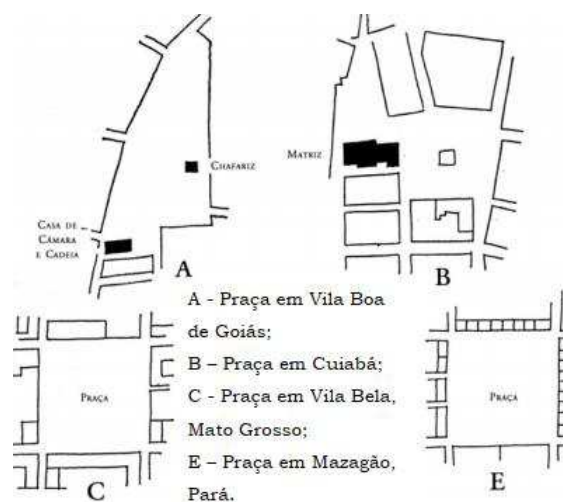 CHAFARIZ
CASA DE
CÂMARA
E CADEIA
A
MATRIZ
B
A - Praça em Vila Boa
de Goiás;
B – Praça em Cuiabá;
C - Praça em Vila Bela,
Mato Grosso;
E – Praça em Mazagão,
Pará.
PRAÇA
C
PRAÇA
E